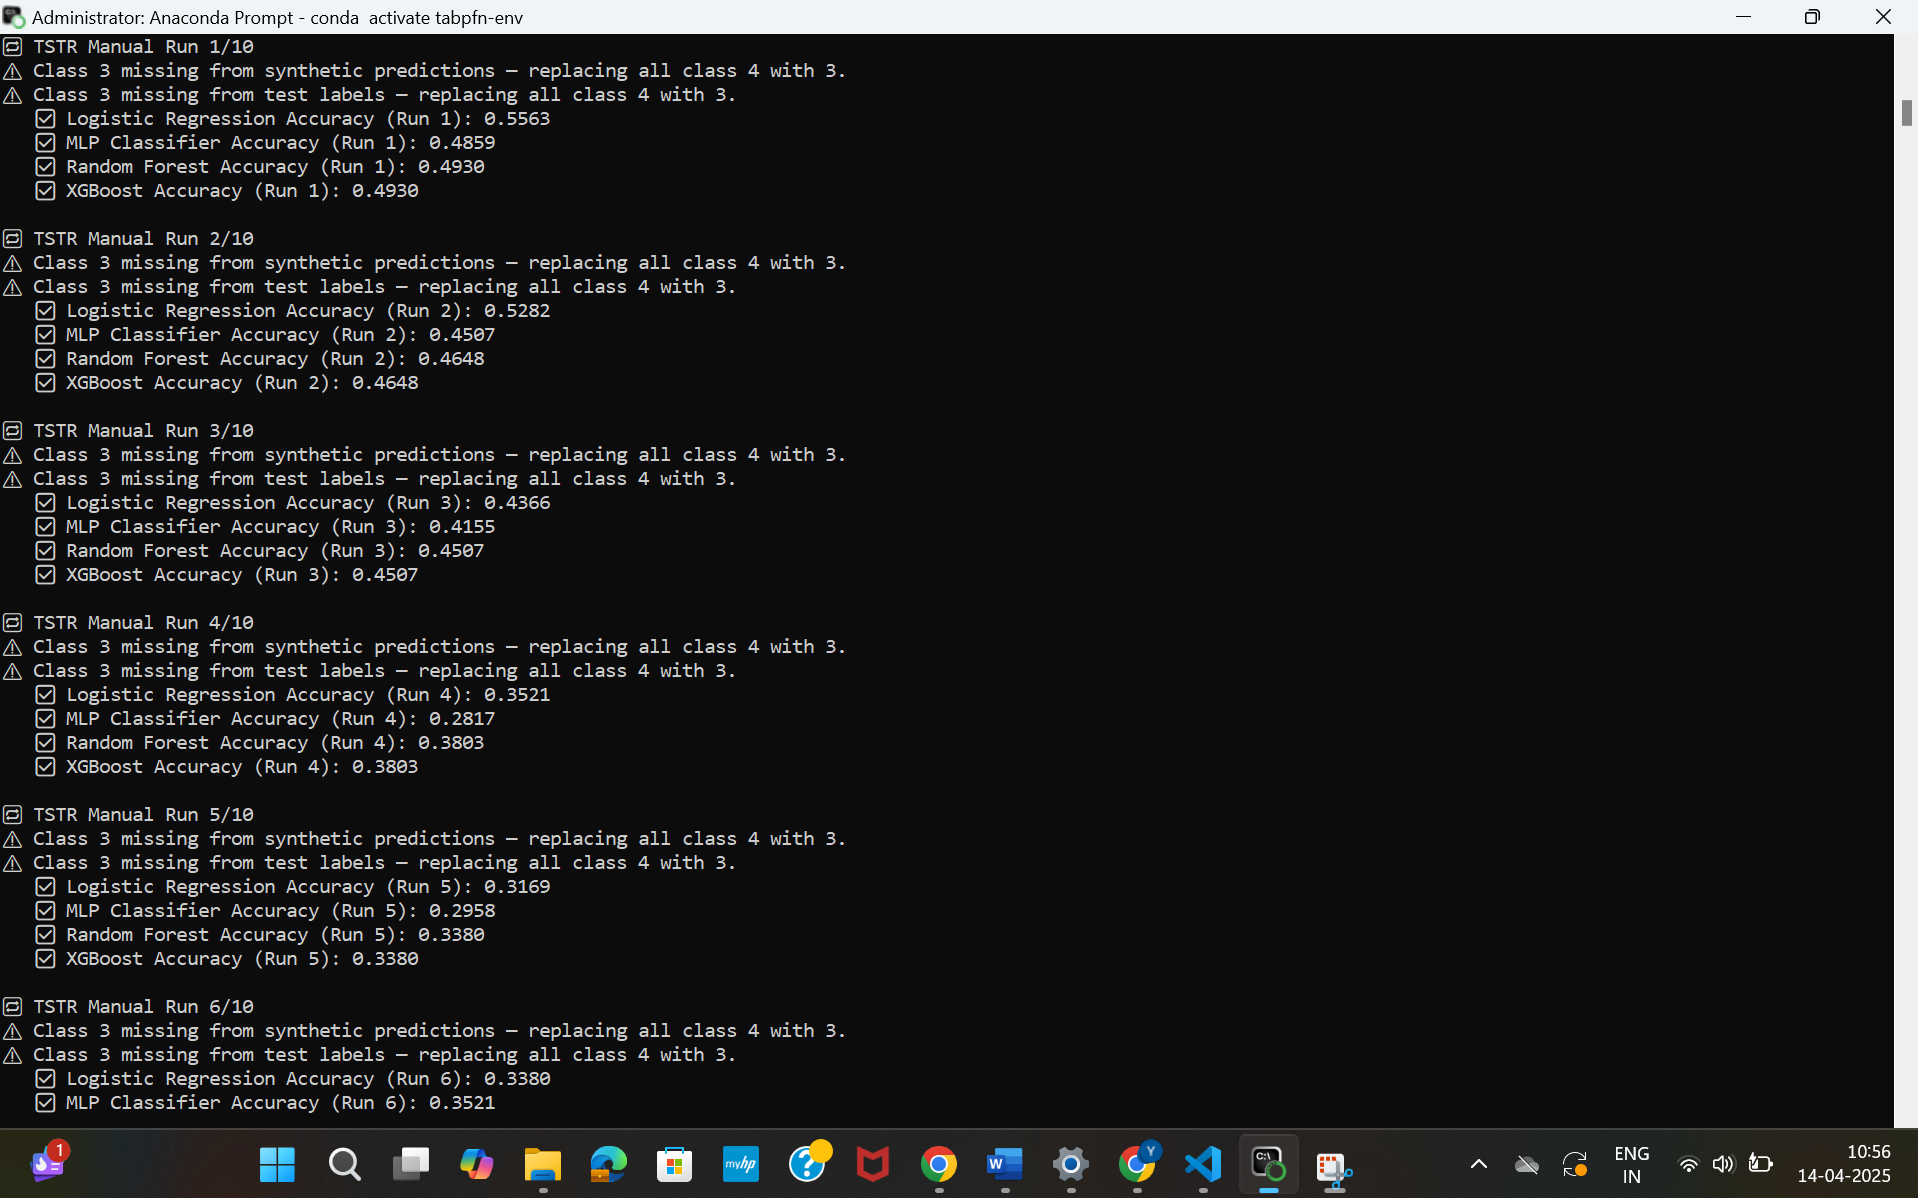 Administrator: Anaconda Prompt - conda  activate tabpfn-env
TSTR Manual Run 1/10
Class 3 missing from synthetic predictions — replacing all class 4 with 3.
Class 3 missing from test labels — replacing all class 4 with 3.
Logistic Regression Accuracy (Run 1): 0.5563
MLP Classifier Accuracy (Run 1): 0.4859
Random Forest Accuracy (Run 1): 0.4930
XGBoost Accuracy (Run 1): 0.4930
TSTR Manual Run 2/10
Class 3 missing from synthetic predictions — replacing all class 4 with 3.
Class 3 missing from test labels — replacing all class 4 with 3.
Logistic Regression Accuracy (Run 2): 0.5282
MLP Classifier Accuracy (Run 2): 0.4507
Random Forest Accuracy (Run 2): 0.4648
XGBoost Accuracy (Run 2): 0.4648
TSTR Manual Run 3/10
Class 3 missing from synthetic predictions — replacing all class 4 with 3.
Class 3 missing from test labels — replacing all class 4 with 3.
Logistic Regression Accuracy (Run 3): 0.4366
MLP Classifier Accuracy (Run 3): 0.4155
Random Forest Accuracy (Run 3): 0.4507
XGBoost Accuracy (Run 3): 0.4507
TSTR Manual Run 4/10
Class 3 missing from synthetic predictions — replacing all class 4 with 3.
Class 3 missing from test labels — replacing all class 4 with 3.
Logistic Regression Accuracy (Run 4): 0.3521
MLP Classifier Accuracy (Run 4): 0.2817
Random Forest Accuracy (Run 4): 0.3803
XGBoost Accuracy (Run 4): 0.3803
TSTR Manual Run 5/10
Class 3 missing from synthetic predictions — replacing all class 4 with 3.
Class 3 missing from test labels — replacing all class 4 with 3.
Logistic Regression Accuracy (Run 5): 0.3169
MLP Classifier Accuracy (Run 5): 0.2958
Random Forest Accuracy (Run 5): 0.3380
XGBoost Accuracy (Run 5): 0.3380
TSTR Manual Run 6/10
Class 3 missing from synthetic predictions — replacing all class 4 with 3.
Class 3 missing from test labels — replacing all class 4 with 3.
Logistic Regression Accuracy (Run 6): 0.3380
MLP Classifier Accuracy (Run 6): 0.3521
1
myhp
?
W
Y
C:\
ENG
IN
10:56
14-04-2025